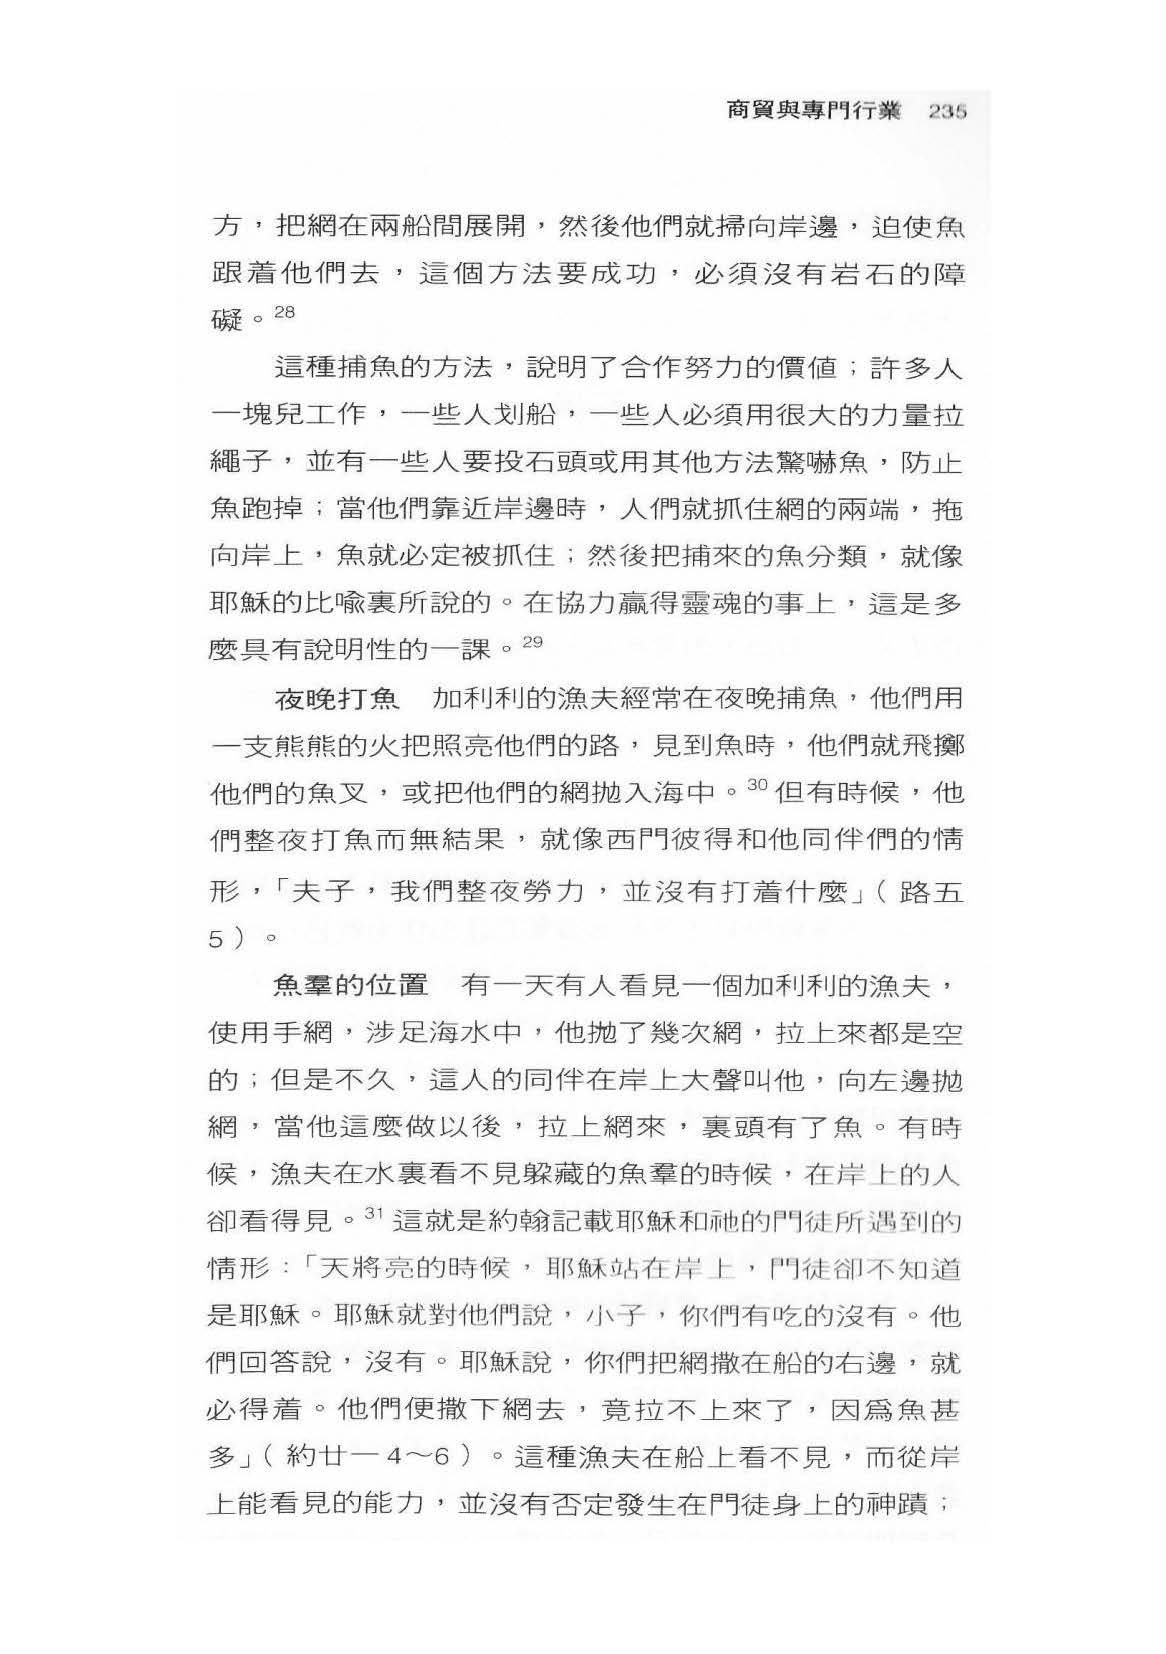 商貿與專門行業 235
方，把網在兩船間展開，然後他們就掃向岸邊，迫使魚
跟着他們去，這個方法要成功，必須沒有岩石的障
礙。28
這種捕魚的方法，說明了合作努力的價值；許多人
一塊兒工作，一些人划船，一些人必須用很大的力量拉
繩子，並有一些人要投石頭或用其他方法驚嚇魚，防止
魚跑掉；當他們靠近岸邊時，人們就抓住網的兩端，拖
向岸上，魚就必定被抓住；然後把捕來的魚分類，就像
耶穌的比喩裏所說的。在協力贏得靈魂的事上，這是多
麼具有說明性的一課。29
夜晚打魚　加利利的漁夫經常在夜晚捕魚，他們用
一支熊熊的火把照亮他們的路，見到魚時，他們就飛擲
他們的魚叉，或把他們的網拋入海中。30但有時候，他
們整夜打魚而無結果，就像西門彼得和他同伴們的情
形，「夫子，我們整夜勞力，並沒有打着什麼」（路五
5）。
魚羣的位置　有一天有人看見一個加利利的漁夫，
使用手網，涉足海水中，他拋了幾次網，拉上來都是空
的；但是不久，這人的同伴在岸上大聲叫他，向左邊拋
網，當他這麼做以後，拉上網來，裏頭有了魚。有時
候，漁夫在水裏看不見躲藏的魚羣的時候，在岸上的人
卻看得見。31這就是約翰記載耶穌和祂的門徒所遇到的
情形：「天將亮的時候，耶穌站在岸上，門徒卻不知道
是耶穌。耶穌就對他們說，小子，你們有吃的沒有。他
們回答說，沒有。耶穌說，你們把網撒在船的右邊，就
必得着。他們便撒下網去，竟拉不上來了，因爲魚甚
多」（約廿一4～6）。這種漁夫在船上看不見，而從岸
上能看見的能力，並沒有否定發生在門徒身上的神蹟；